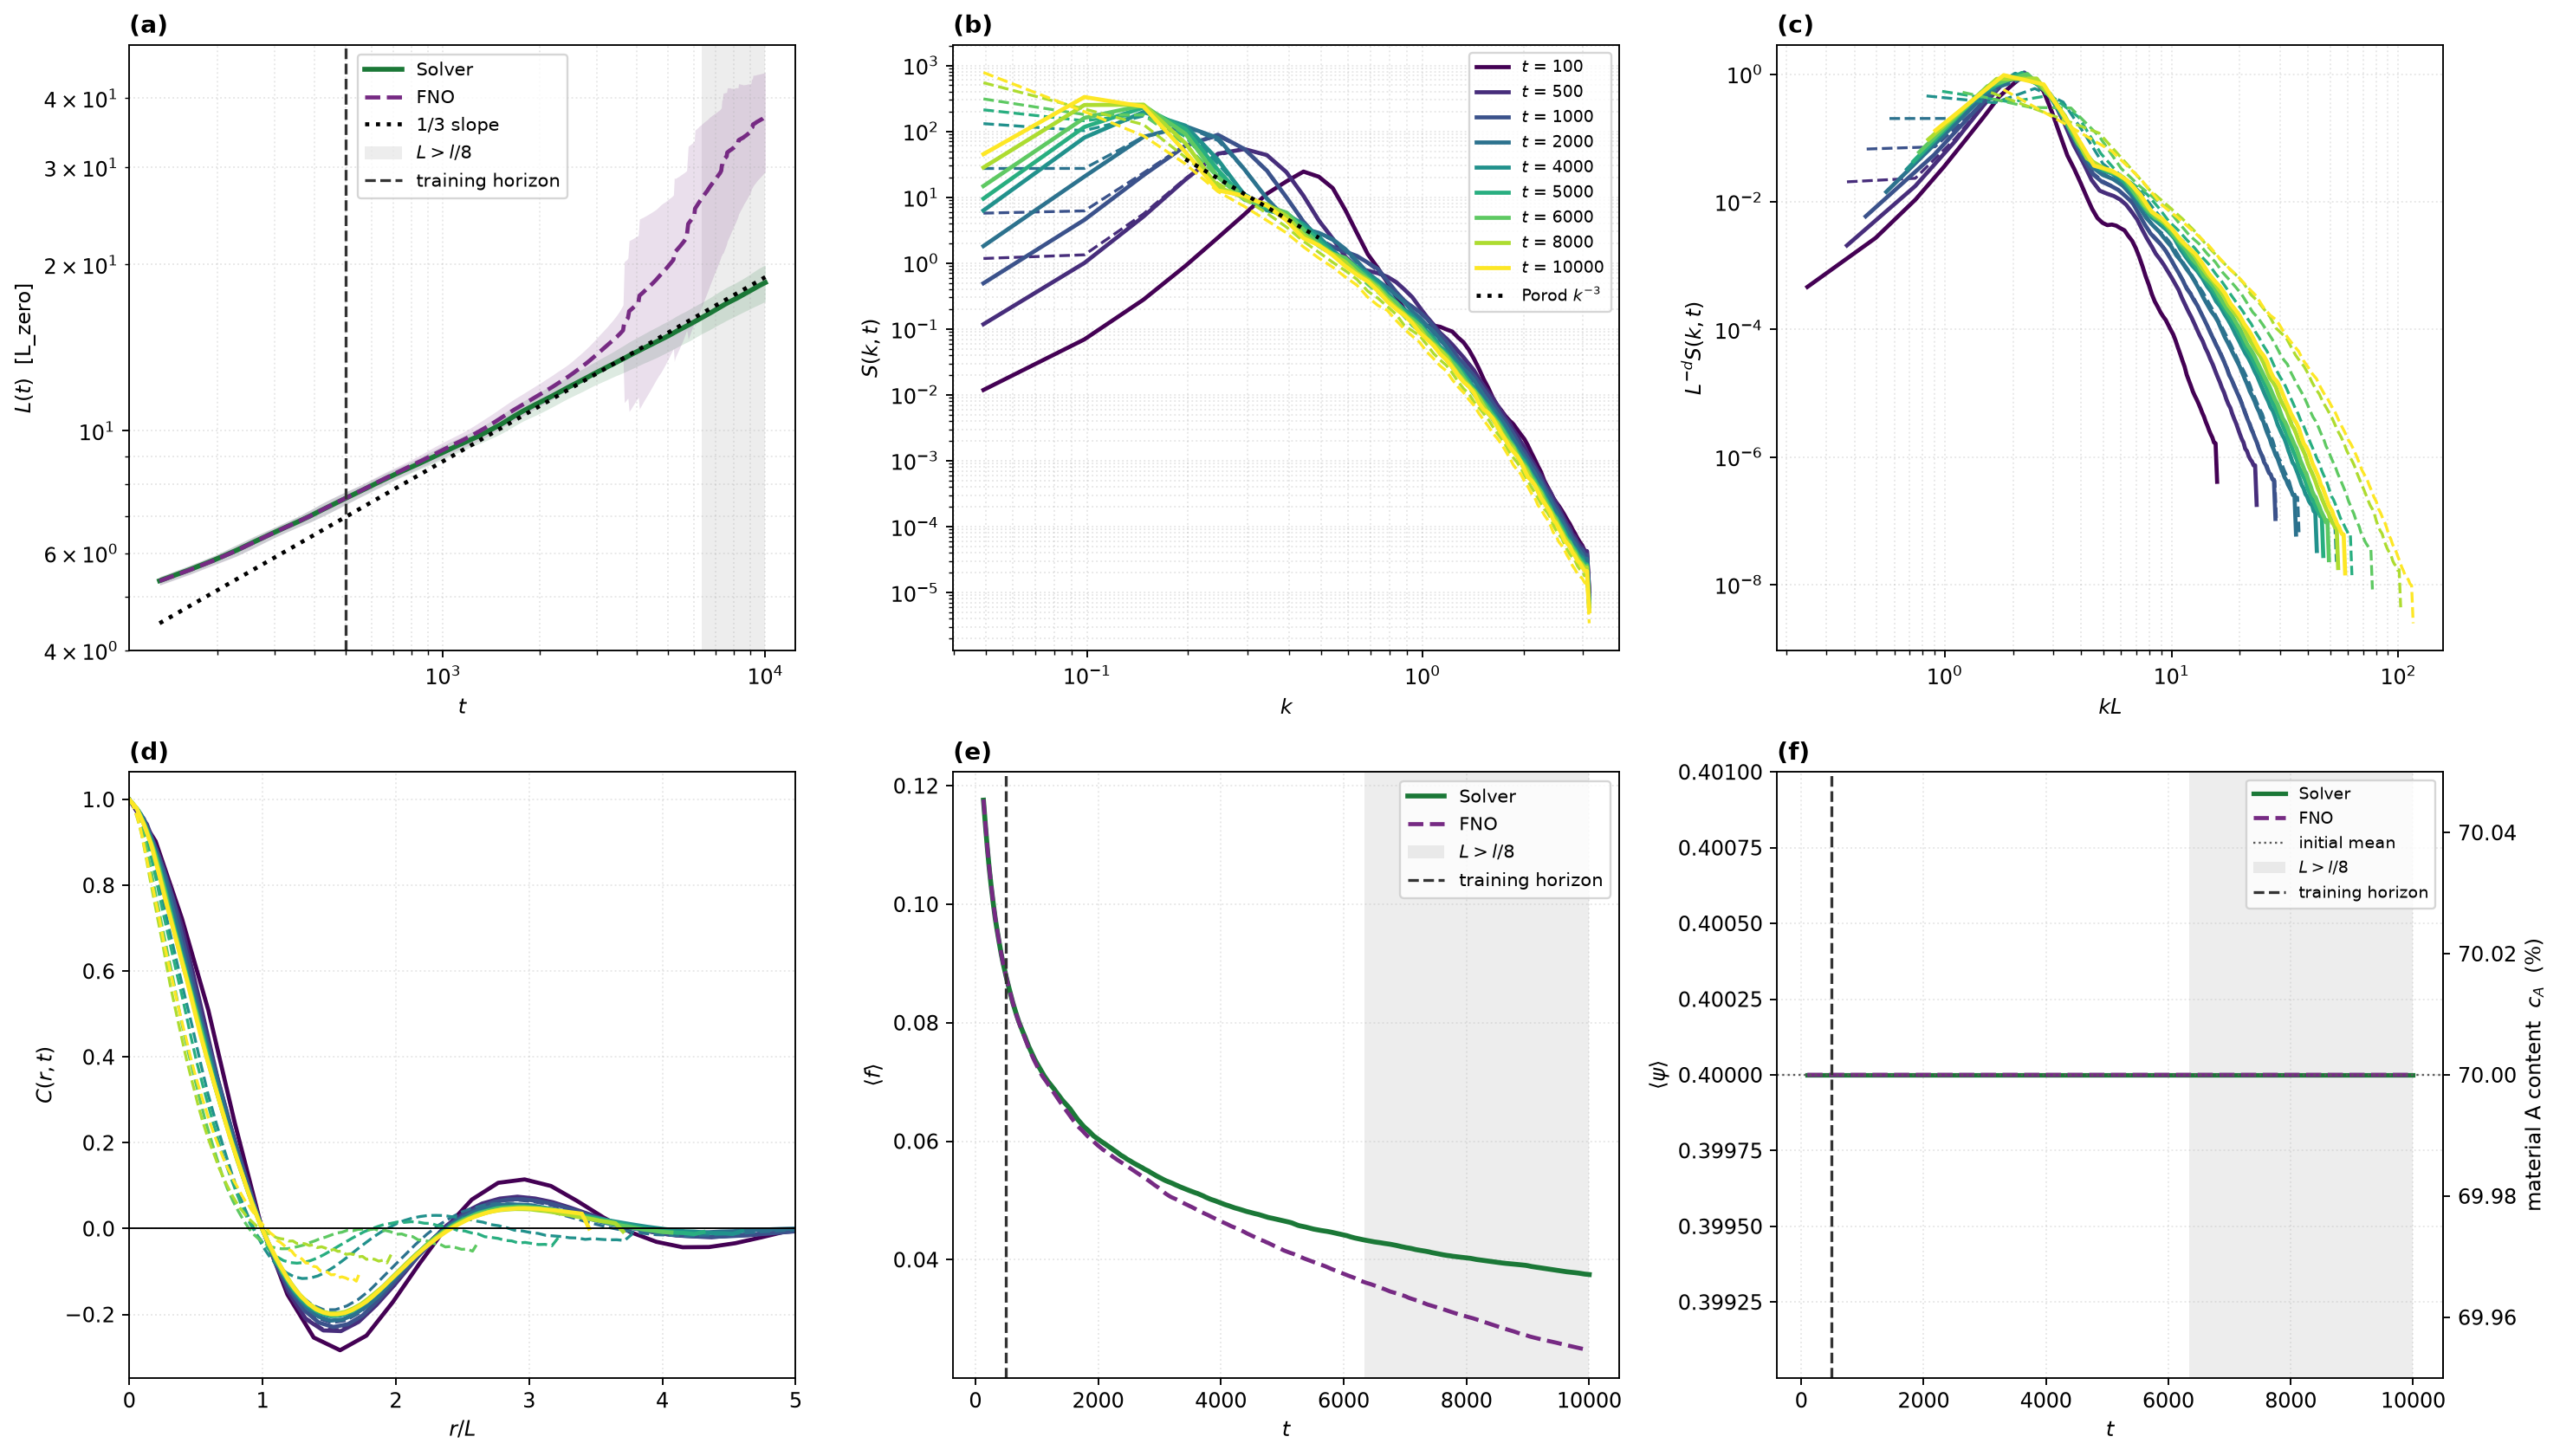 (a)
L(t) [L_zero]
4 × 10¹
3 × 10¹
2 × 10¹
10¹
6 × 10⁰
4 × 10⁰
Solver
FNO
1/3 slope
L > l/8
training horizon
10³
10⁴
t
(b)
S(k, t)
10³
10²
10¹
10⁰
10⁻¹
10⁻²
10⁻³
10⁻⁴
10⁻⁵
t = 100
t = 500
t = 1000
t = 2000
t = 4000
t = 5000
t = 6000
t = 8000
t = 10000
Porod k⁻³
10⁻¹
10⁰
k
(c)
L⁻ᵈS(k, t)
10⁰
10⁻²
10⁻⁴
10⁻⁶
10⁻⁸
10⁰
10¹
10²
kL
(d)
C(r, t)
1.0
0.8
0.6
0.4
0.2
0.0
−0.2
0
1
2
3
4
5
r/L
(e)
⟨f⟩
0.12
0.10
0.08
0.06
0.04
Solver
FNO
L > l/8
training horizon
0
2000
4000
6000
8000
10000
t
(f)
⟨ψ⟩
0.40100
0.40075
0.40050
0.40025
0.40000
0.39975
0.39950
0.39925
Solver
FNO
initial mean
L > l/8
training horizon
70.04
70.02
70.00
69.98
69.96
material A content c_A (%)
0
2000
4000
6000
8000
10000
t